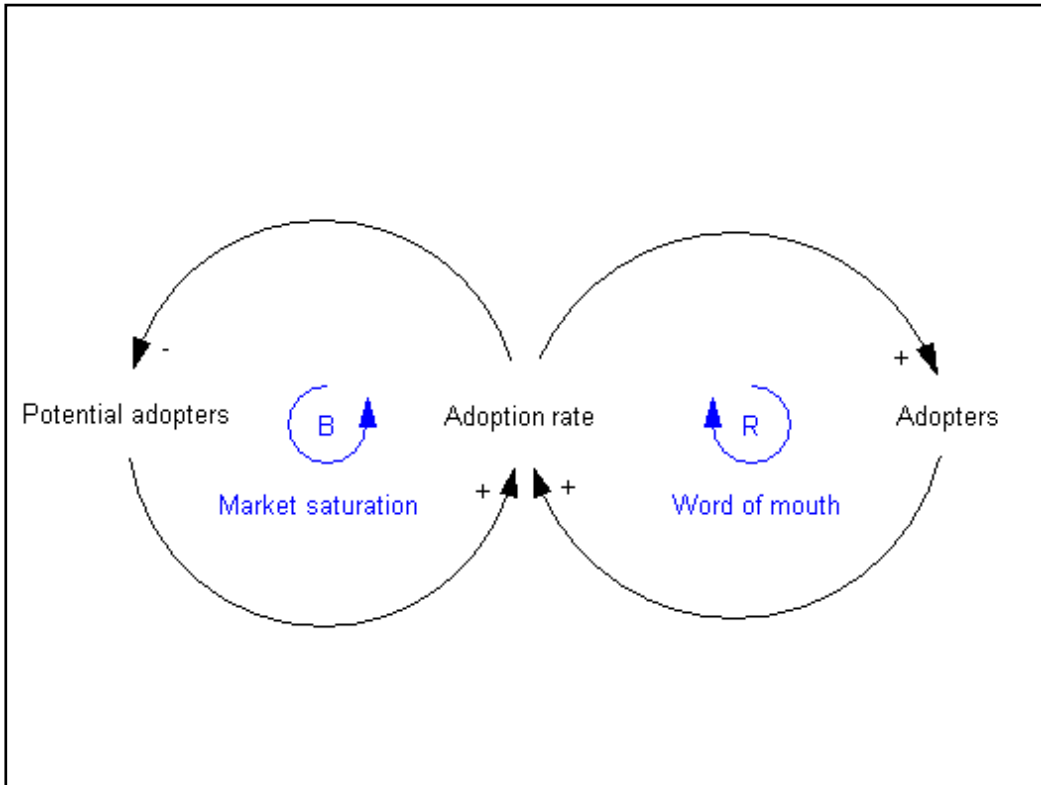 -
+
Potential adopters
B
Adoption rate
R
Adopters
+
+
Market saturation
Word of mouth